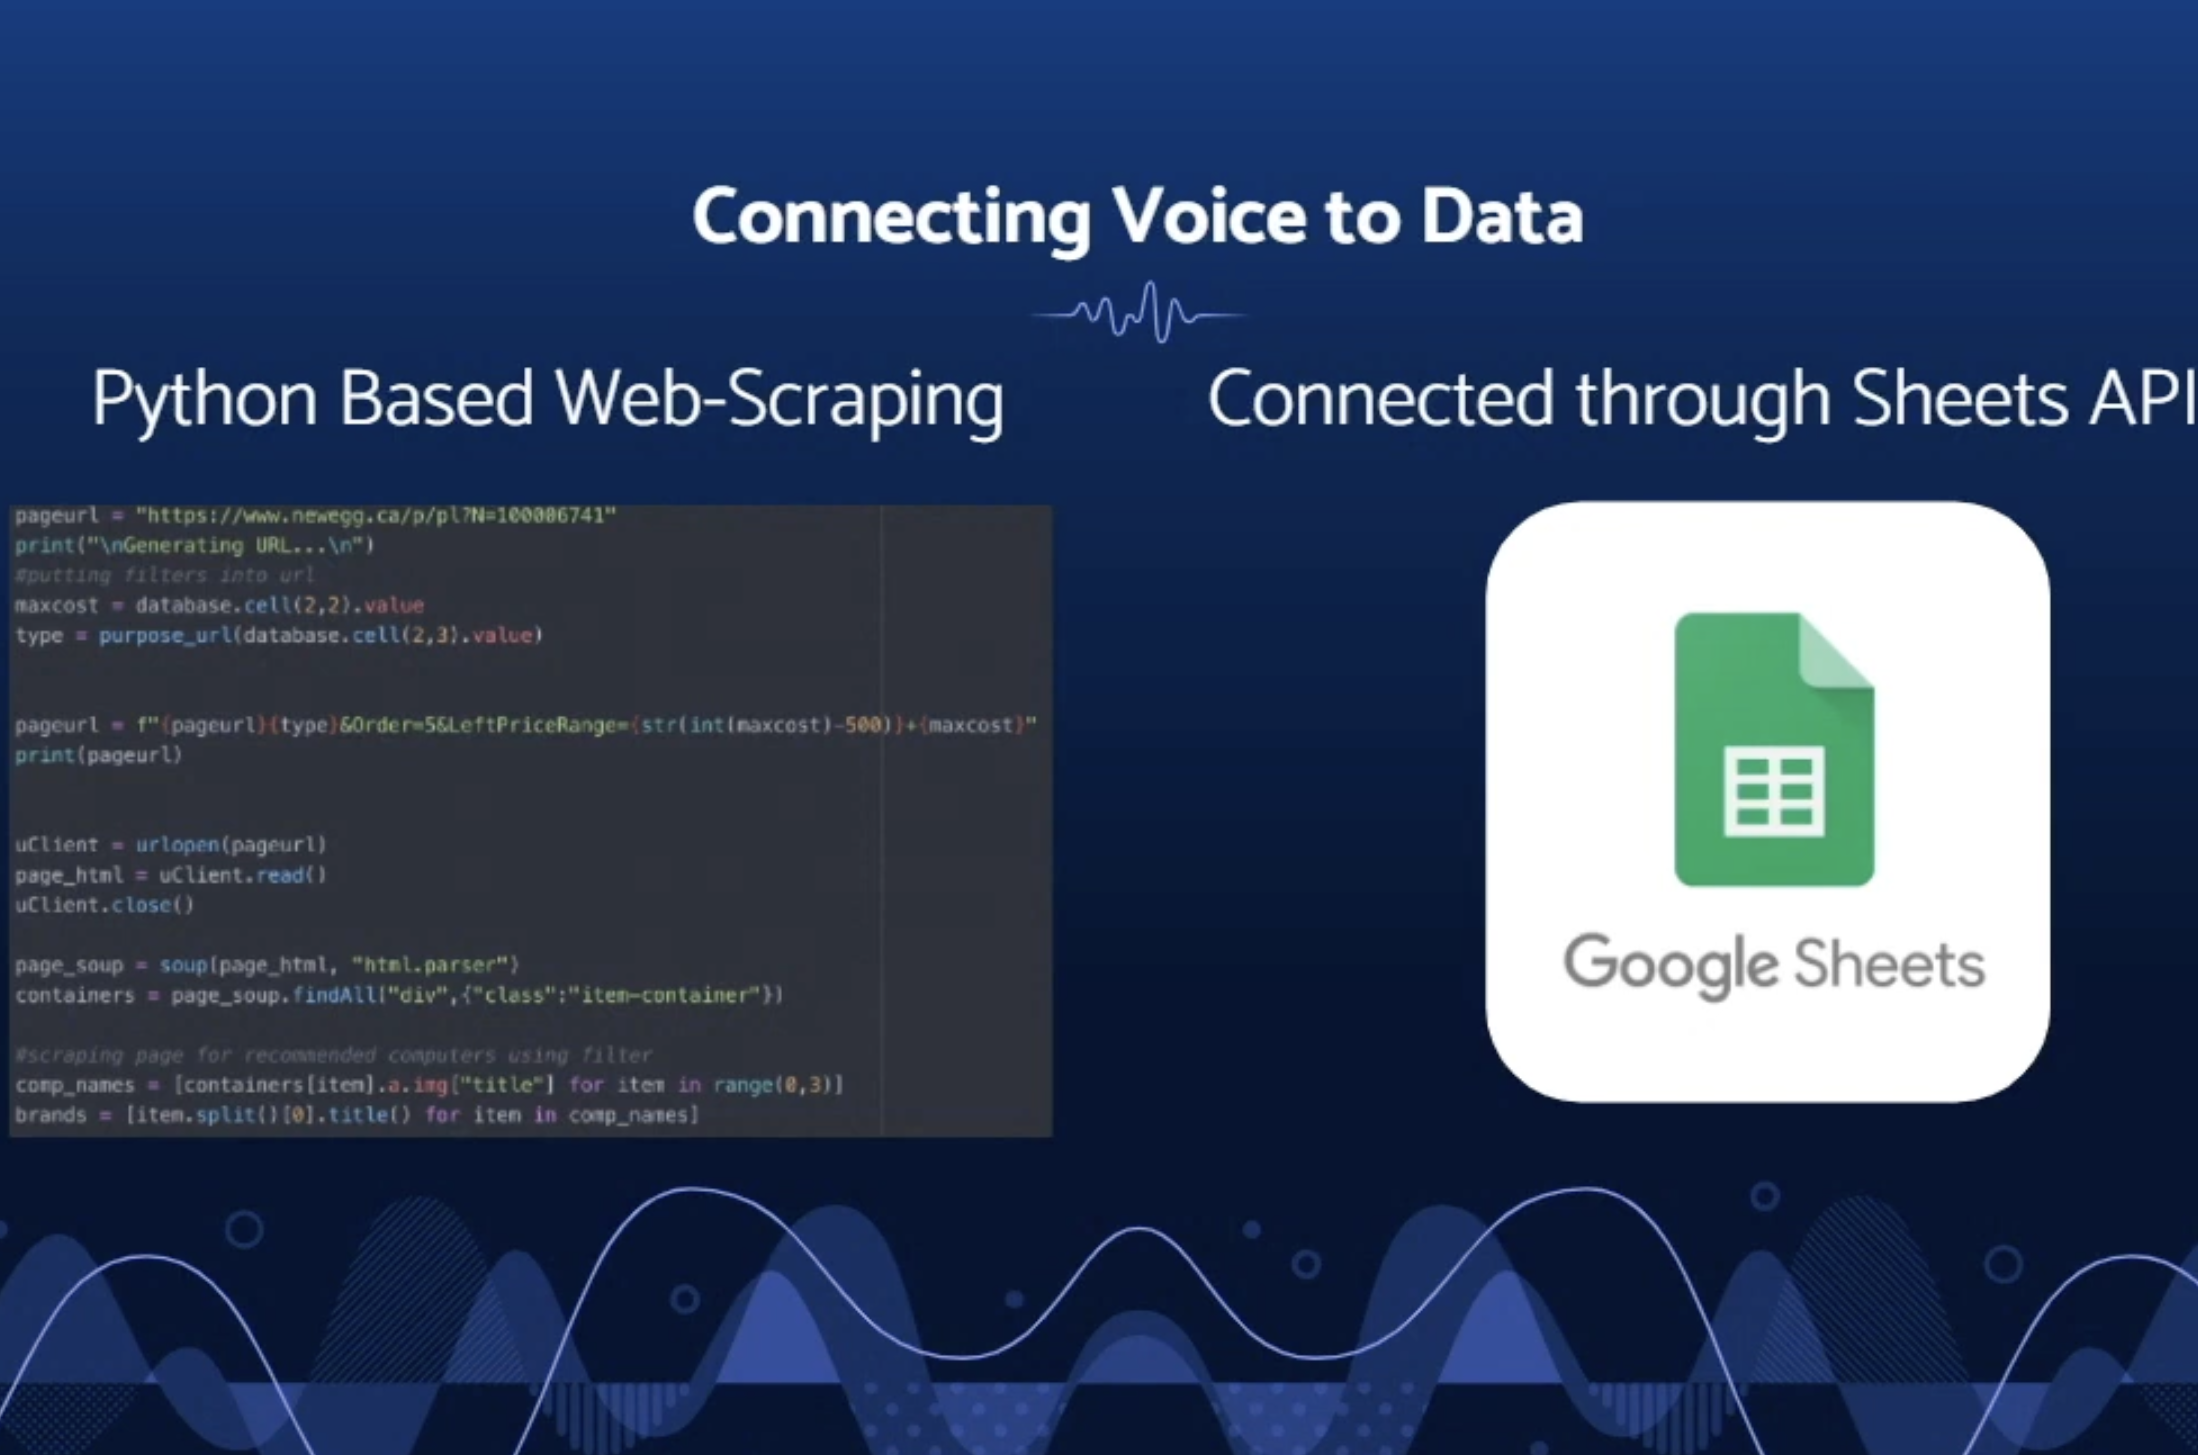 Connecting Voice to Data
Python Based Web-Scraping
Connected through Sheets API
pageurl = "https://www.newegg.ca/p/pl?N=100006741"
print("\nGenerating URL...\n")
#putting filters into url
maxcost = database.cell(2,2).value
type = purpose_url(database.cell(2,3).value)
pageurl = f"{pageurl}{type}&Order=5&LeftPriceRange={str(int(maxcost)-500)}+{maxcost}"
print(pageurl)
uClient = urlopen(pageurl)
page_html = uClient.read()
uClient.close()
page_soup = soup(page_html, "html.parser")
containers = page_soup.findAll("div",{"class":"item-container"})
#scraping page for recommended computers using filter
comp_names = [containers[item].a.img["title"] for item in range(0,3)]
brands = [item.split()[0].title() for item in comp_names]
Google Sheets